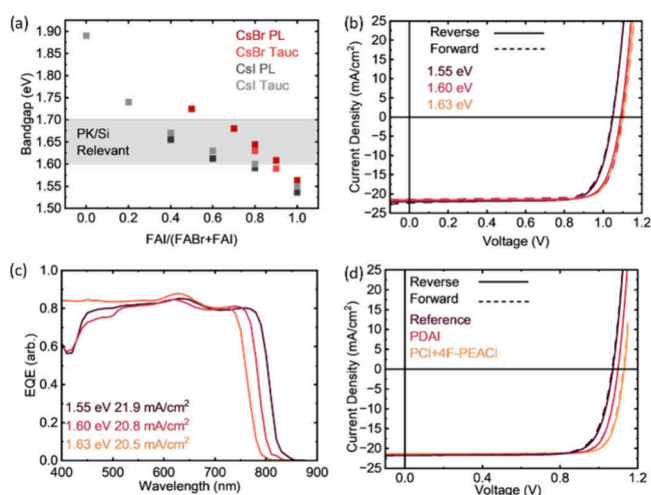 (a)
Bandgap (eV)
1.90
1.85
1.80
1.75
1.70
1.65
1.60
1.55
1.50
CsBr PL
CsBr Tauc
CsI PL
CsI Tauc
PK/Si
Relevant
0.0 0.2 0.4 0.6 0.8 1.0
FAI/(FABr+FAI)
(b)
Current Density (mA/cm²)
25
20
15
10
5
0
-5
-10
-15
-20
-25
Reverse
Forward
1.55 eV
1.60 eV
1.63 eV
0.0 0.2 0.4 0.6 0.8 1.0 1.2
Voltage (V)
(c)
EQE (arb.)
1.0
0.8
0.6
0.4
0.2
0.0
1.55 eV 21.9 mA/cm²
1.60 eV 20.8 mA/cm²
1.63 eV 20.5 mA/cm²
400 500 600 700 800 900
Wavelength (nm)
(d)
Current Density (mA/cm²)
25
20
15
10
5
0
-5
-10
-15
-20
-25
Reverse
Forward
Reference
PDAI
PCl+4F-PEACl
0.0 0.4 0.8 1.2
Voltage (V)